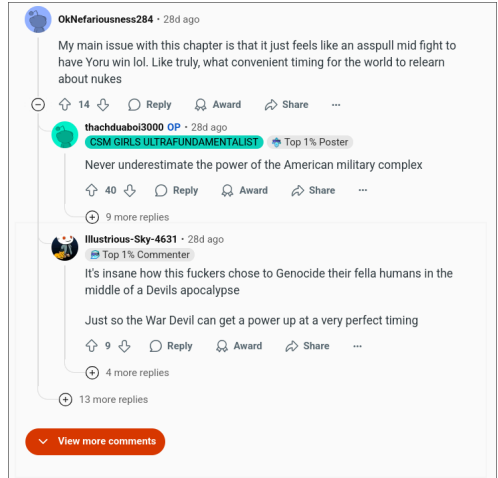 OkNefariousness284 • 28d ago
My main issue with this chapter is that it just feels like an asspull mid fight to
have Yoru win lol. Like truly, what convenient timing for the world to relearn
about nukes
14 Reply Award Share ...
thachduaboi3000 OP • 28d ago
CSM GIRLS ULTRAFUNDAMENTALIST Top 1% Poster
Never underestimate the power of the American military complex
40 Reply Award Share ...
9 more replies
Illustrious-Sky-4631 • 28d ago
Top 1% Commenter
It's insane how this fuckers chose to Genocide their fella humans in the
middle of a Devils apocalypse
Just so the War Devil can get a power up at a very perfect timing
9 Reply Award Share ...
4 more replies
13 more replies
View more comments